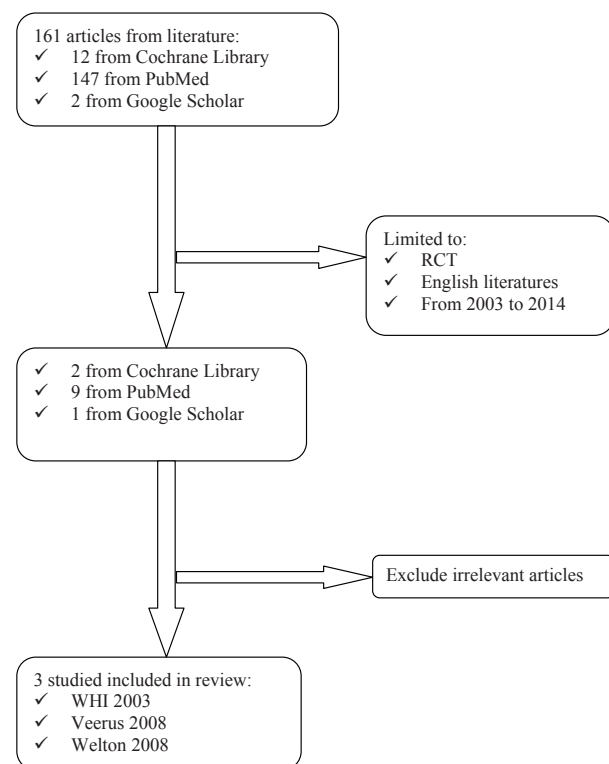 161 articles from literature:
✓ 12 from Cochrane Library
✓ 147 from PubMed
✓ 2 from Google Scholar
Limited to:
✓ RCT
✓ English literatures
✓ From 2003 to 2014
✓ 2 from Cochrane Library
✓ 9 from PubMed
✓ 1 from Google Scholar
Exclude irrelevant articles
3 studied included in review:
✓ WHI 2003
✓ Veerus 2008
✓ Welton 2008